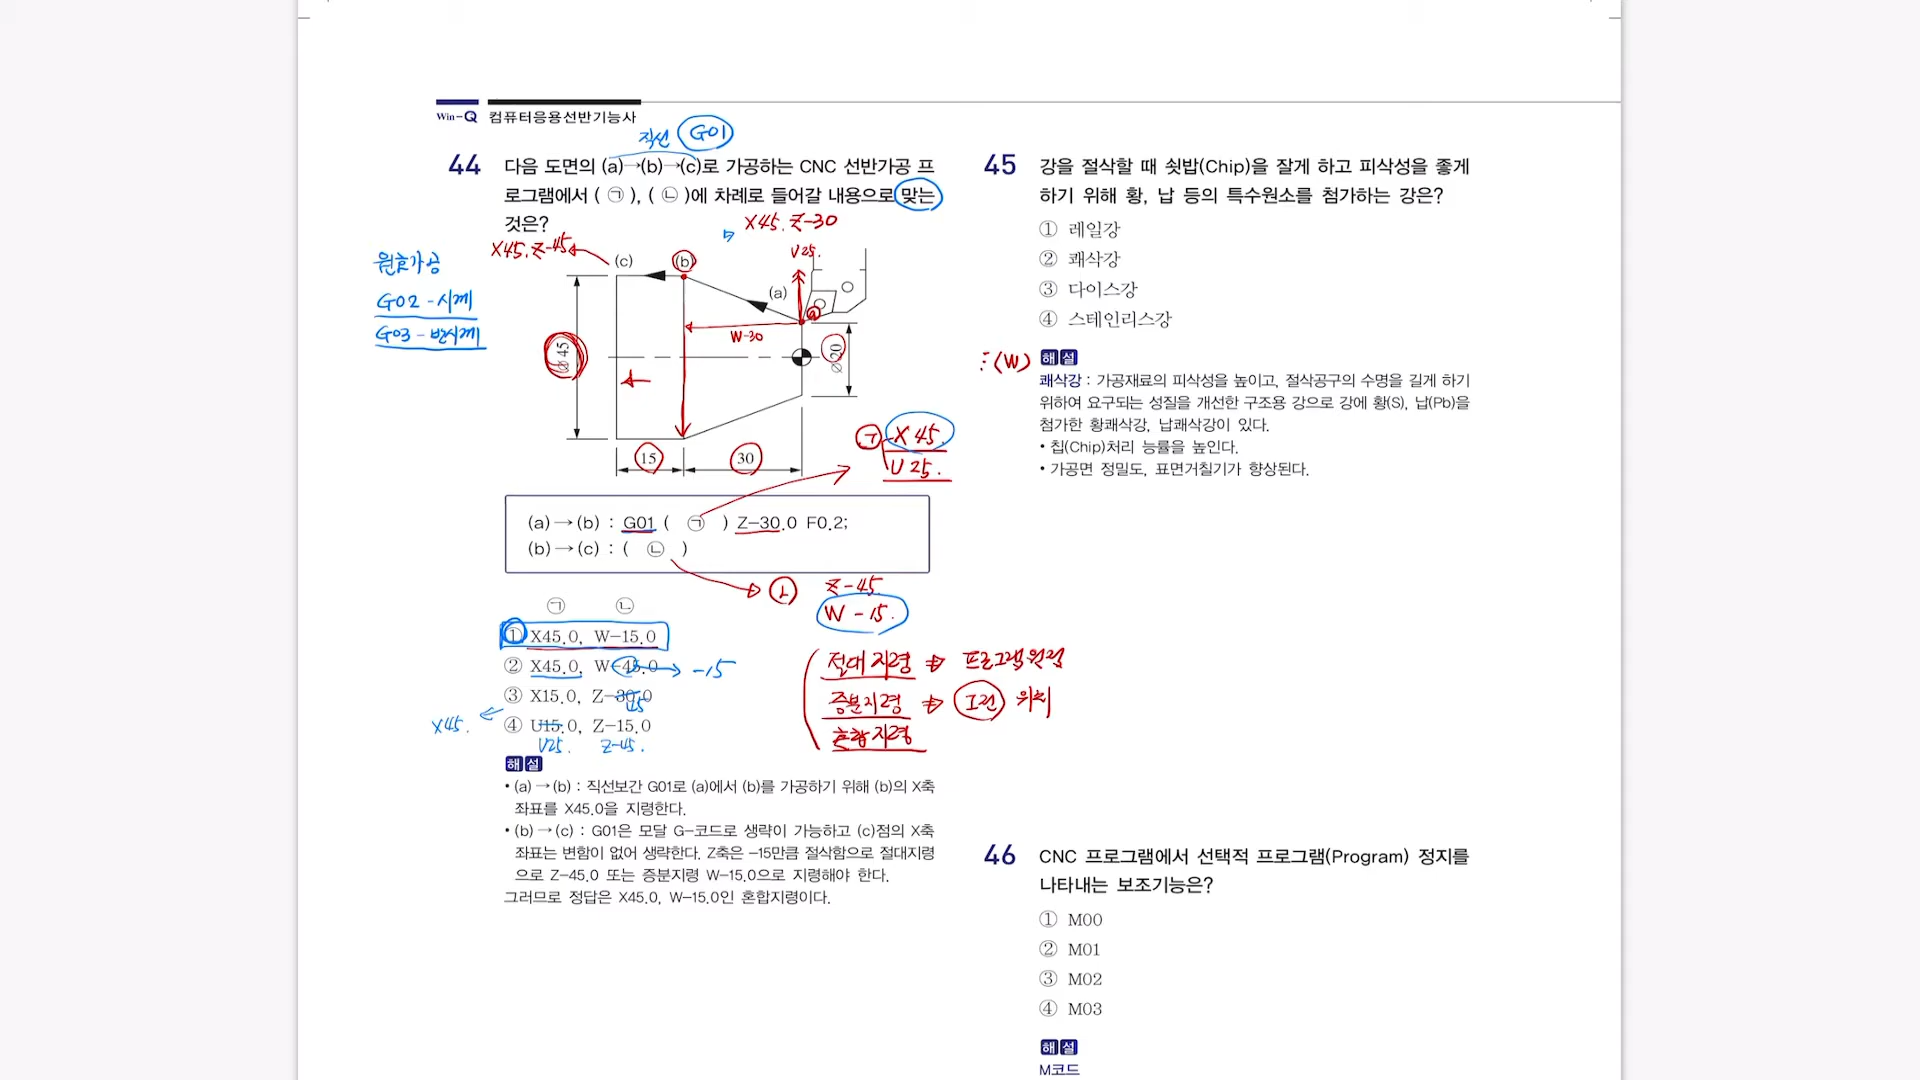 Win-Q 컴퓨터응용선반기능사
직선 G01
44 다음 도면의 (a)→(b)→(c)로 가공하는 CNC 선반가공 프
로그램에서 ( ㉠ ), ( ㉡ )에 차례로 들어갈 내용으로 맞는
것은?
X45. Z-30
X45. Z-45
U25.
원호가공
G02 - 시계
G03 - 반시계
(c)
(b)
(a)
a
W-30
ø45
ø20
15
30
㉠ X45.
U25.
(a)→(b) : G01 ( ㉠ ) Z-30.0 F0.2;
(b)→(c) : ( ㉡ )
㉡ Z-45.
W-15.
㉠ ㉡
① X45.0, W-15.0
② X45.0, W-45.0 → -15
③ X15.0, Z-30.0
45
X45.
④ U15.0, Z-15.0
U25. Z-45.
절대지령 ⇒ 프로그램원점
증분지령 ⇒ 이전 위치
혼합지령
해설
• (a)→(b) : 직선보간 G01로 (a)에서 (b)를 가공하기 위해 (b)의 X축
좌표를 X45.0을 지령한다.
• (b)→(c) : G01은 모달 G-코드로 생략이 가능하고 (c)점의 X축
좌표는 변함이 없어 생략한다. Z축은 -15만큼 절삭함으로 절대지령
으로 Z-45.0 또는 증분지령 W-15.0으로 지령해야 한다.
그러므로 정답은 X45.0, W-15.0인 혼합지령이다.
45 강을 절삭할 때 쇳밥(Chip)을 잘게 하고 피삭성을 좋게
하기 위해 황, 납 등의 특수원소를 첨가하는 강은?
① 레일강
② 쾌삭강
③ 다이스강
④ 스테인리스강
(W)
해설
쾌삭강 : 가공재료의 피삭성을 높이고, 절삭공구의 수명을 길게 하기
위하여 요구되는 성질을 개선한 구조용 강으로 강에 황(S), 납(Pb)을
첨가한 황쾌삭강, 납쾌삭강이 있다.
• 칩(Chip)처리 능률을 높인다.
• 가공면 정밀도, 표면거칠기가 향상된다.
46 CNC 프로그램에서 선택적 프로그램(Program) 정지를
나타내는 보조기능은?
① M00
② M01
③ M02
④ M03
해설
M코드